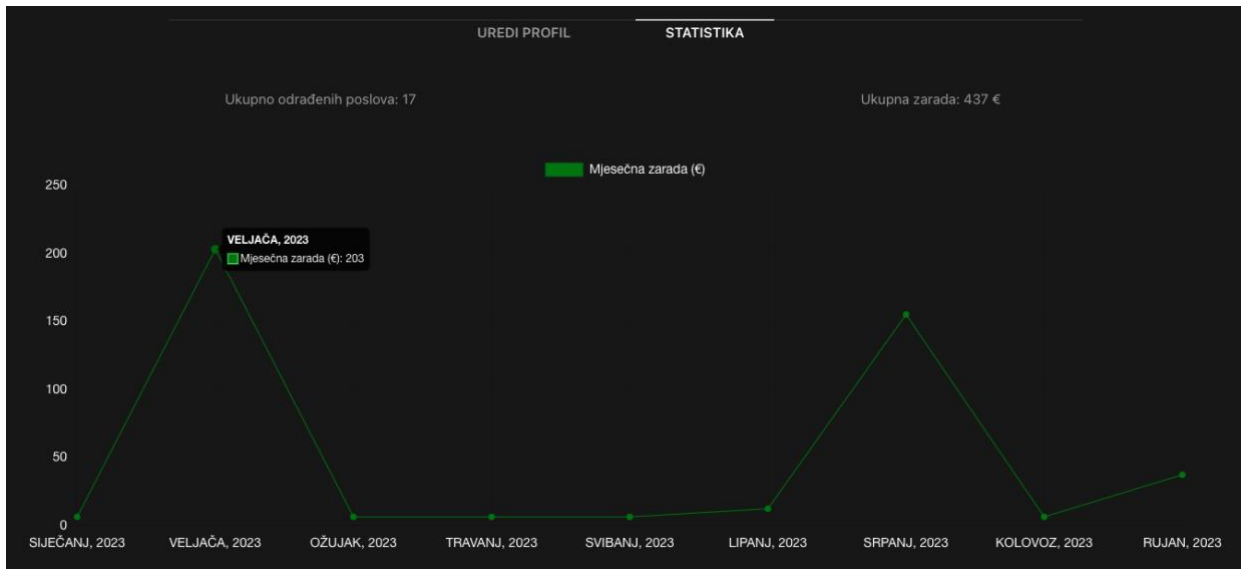 UREDI PROFIL
STATISTIKA
Ukupno odrađenih poslova: 17
Ukupna zarada: 437 €
Mjesečna zarada (€)
250
200
150
100
50
0
VELJAČA, 2023
Mjesečna zarada (€): 203
SIJEČANJ, 2023
VELJAČA, 2023
OŽUJAK, 2023
TRAVANJ, 2023
SVIBANJ, 2023
LIPANJ, 2023
SRPANJ, 2023
KOLOVOZ, 2023
RUJAN, 2023